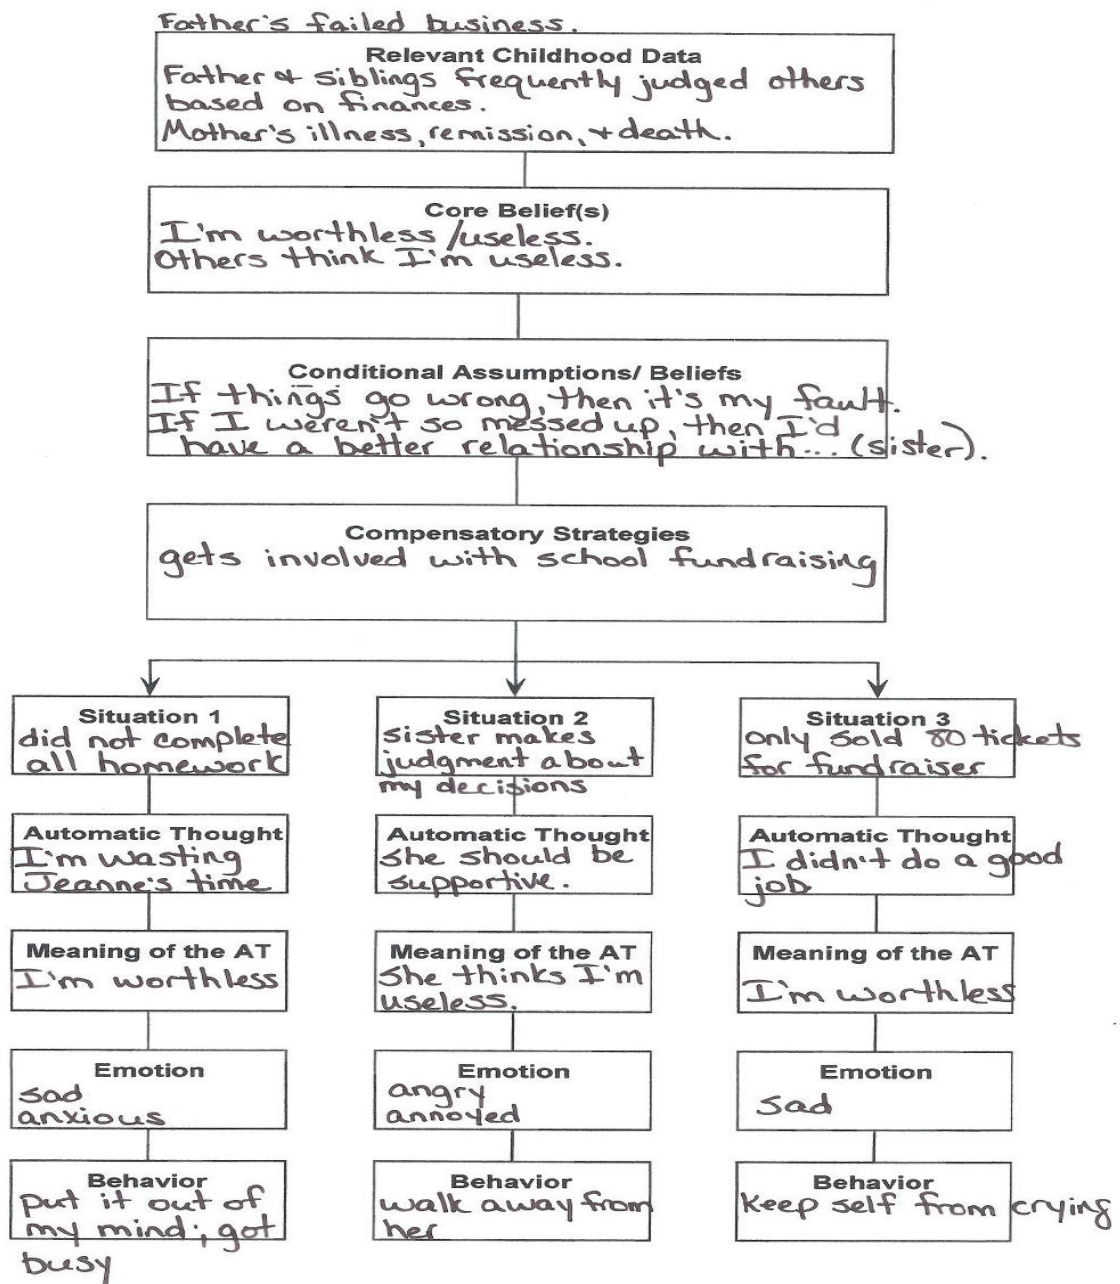 Father's failed business.
Relevant Childhood Data
Father & siblings frequently judged others
based on finances.
Mother's illness, remission, + death.
Core Belief(s)
I'm worthless/useless.
Others think I'm useless.
Conditional Assumptions/ Beliefs
If things go wrong, then it's my fault.
If I weren't so messed up, then I'd
have a better relationship with... (sister).
Compensatory Strategies
gets involved with school fundraising
Situation 1
did not complete
all homework
Automatic Thought
I'm wasting
Jeanne's time
Meaning of the AT
I'm worthless
Emotion
sad
anxious
Behavior
put it out of
my mind; got
busy
Situation 2
sister makes
judgment about
my decisions
Automatic Thought
She should be
supportive.
Meaning of the AT
She thinks I'm
useless.
Emotion
angry
annoyed
Behavior
walk away from
her
Situation 3
only sold 80 tickets
for fundraiser
Automatic Thought
I didn't do a good
job
Meaning of the AT
I'm worthless
Emotion
sad
Behavior
keep self from crying